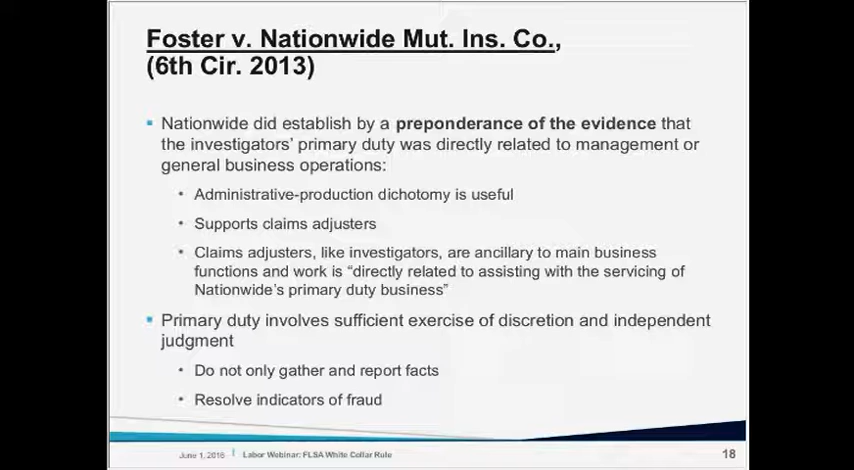 Foster v. Nationwide Mut. Ins. Co.,
(6th Cir. 2013)
Nationwide did establish by a preponderance of the evidence that
the investigators' primary duty was directly related to management or
general business operations:
Administrative-production dichotomy is useful
Supports claims adjusters
Claims adjusters, like investigators, are ancillary to main business
functions and work is “directly related to assisting with the servicing of
Nationwide's primary duty business”
Primary duty involves sufficient exercise of discretion and independent
judgment
Do not only gather and report facts
Resolve indicators of fraud
June 1, 2016 | Labor Webinar: FLSA White Collar Rule 18